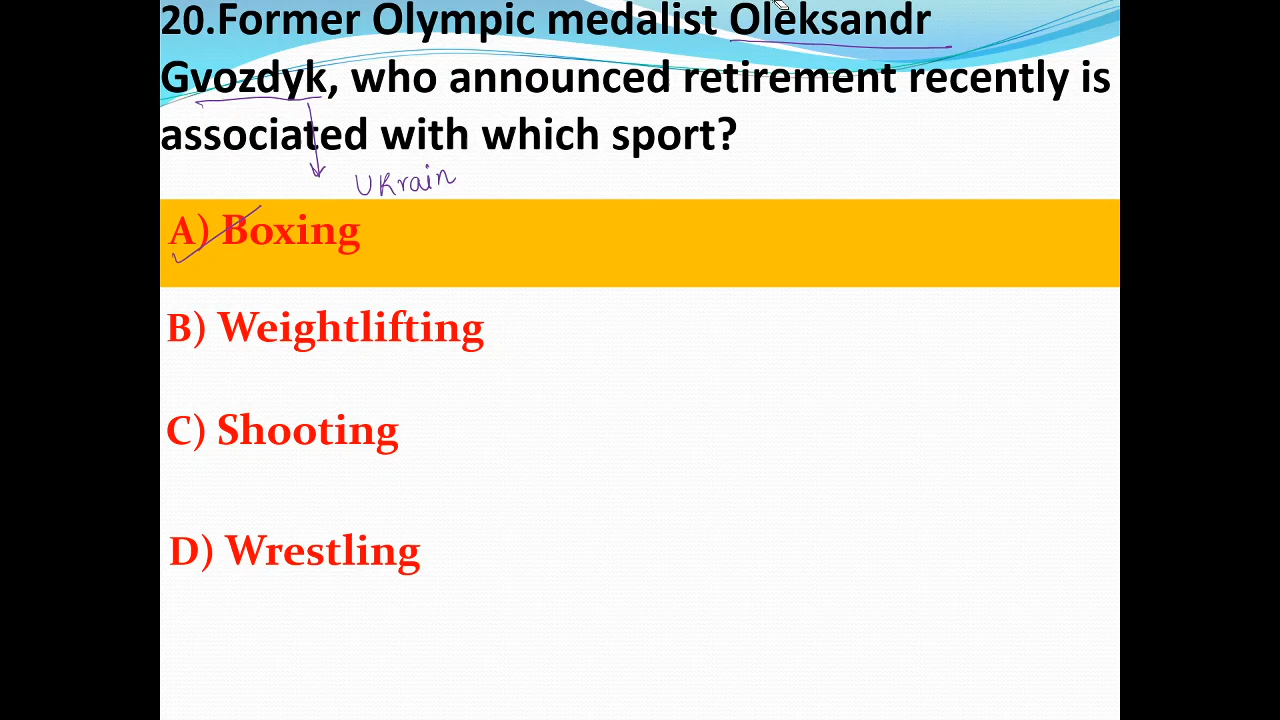 20.Former Olympic medalist Oleksandr
Gvozdyk, who announced retirement recently is
associated with which sport?
Ukrain
A) Boxing
B) Weightlifting
C) Shooting
D) Wrestling